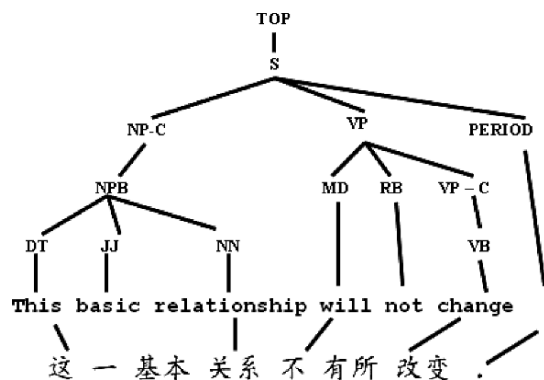 TOP
S
NP-C VP PERIOD
NPB MD RB VP – C
DT JJ NN VB
This basic relationship will not change
这 一 基本 关系 不 有所 改变 .